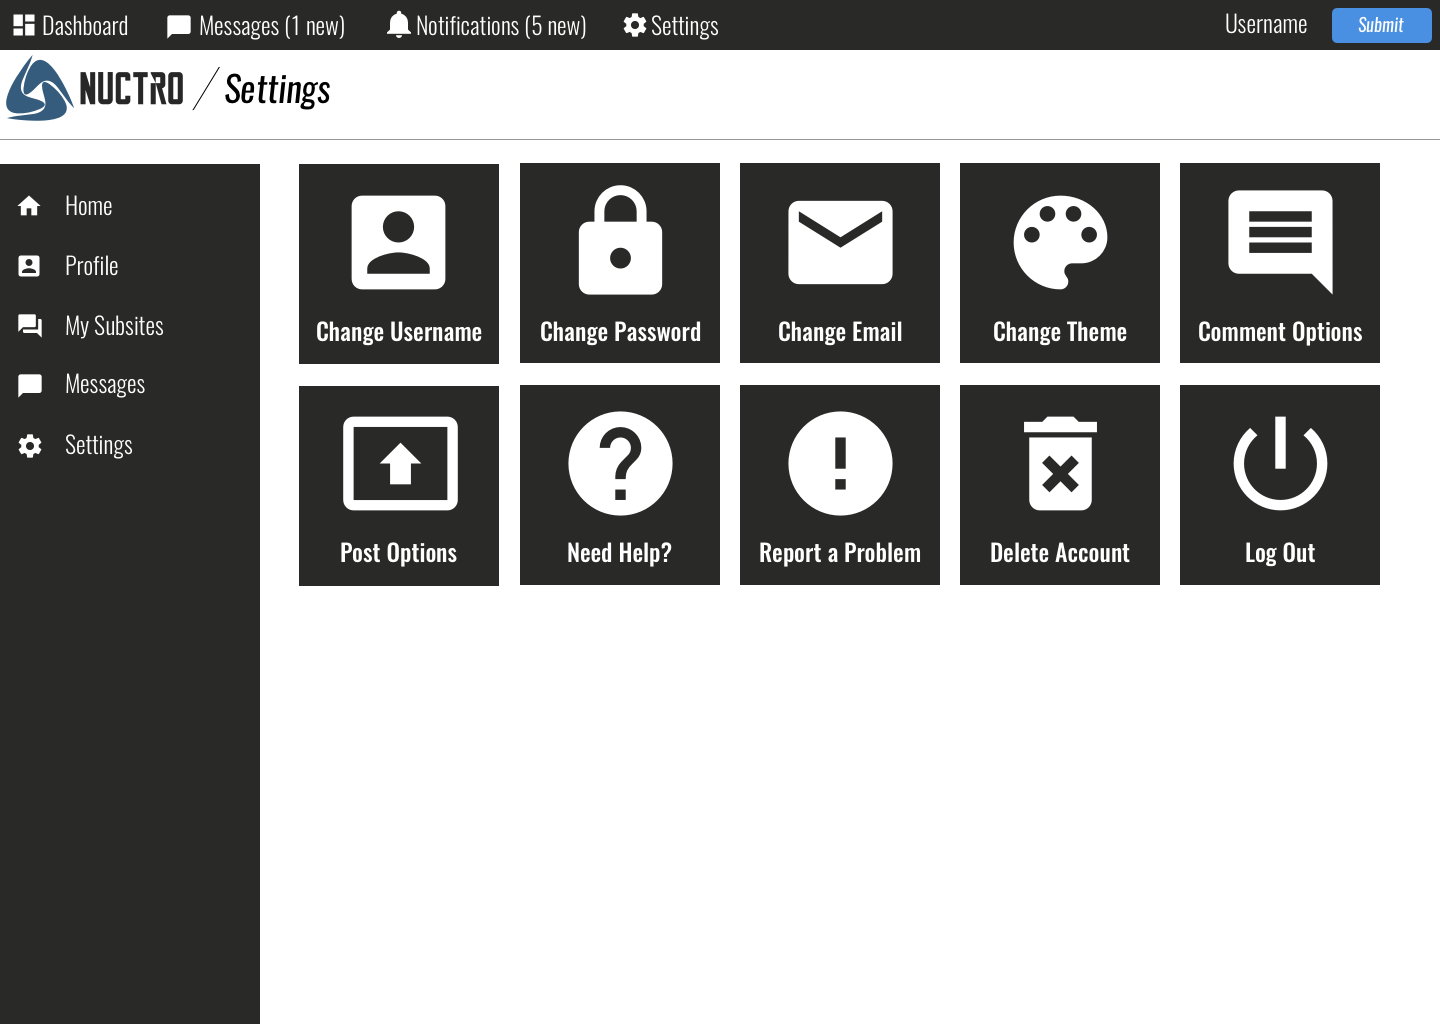 Dashboard Messages (1 new) Notifications (5 new) Settings Username Submit
NUCTRO / Settings
Home
Profile
My Subsites
Messages
Settings
Change Username Change Password Change Email Change Theme Comment Options
Post Options Need Help? Report a Problem Delete Account Log Out